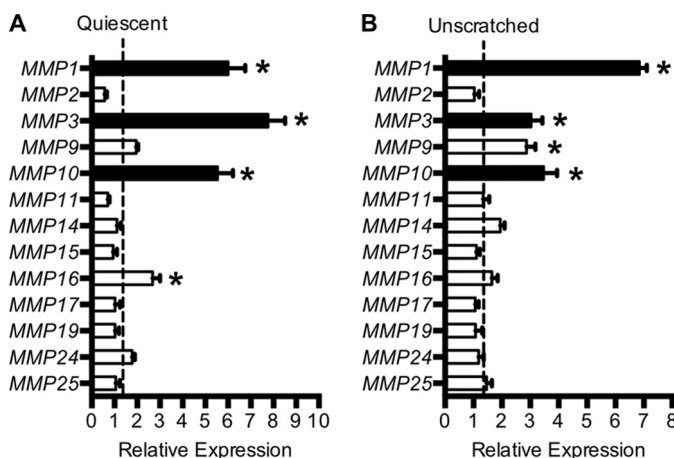 A
Quiescent
MMP1 *
MMP2
MMP3 *
MMP9
MMP10 *
MMP11
MMP14
MMP15
MMP16 *
MMP17
MMP19
MMP24
MMP25
0 1 2 3 4 5 6 7 8 9 10
Relative Expression
B
Unscratched
MMP1 *
MMP2
MMP3 *
MMP9 *
MMP10 *
MMP11
MMP14
MMP15
MMP16
MMP17
MMP19
MMP24
MMP25
0 1 2 3 4 5 6 7 8
Relative Expression